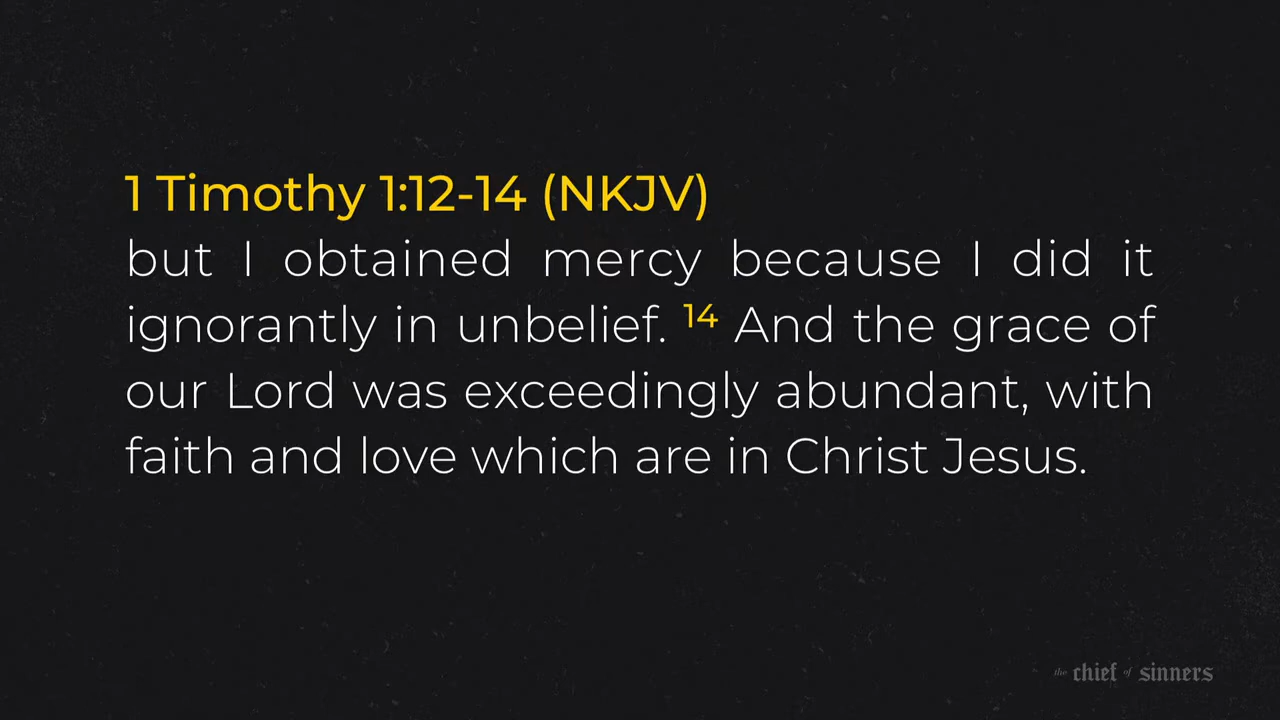 1 Timothy 1:12-14 (NKJV)
but I obtained mercy because I did it
ignorantly in unbelief. 14 And the grace of
our Lord was exceedingly abundant, with
faith and love which are in Christ Jesus.
the chief of sinners